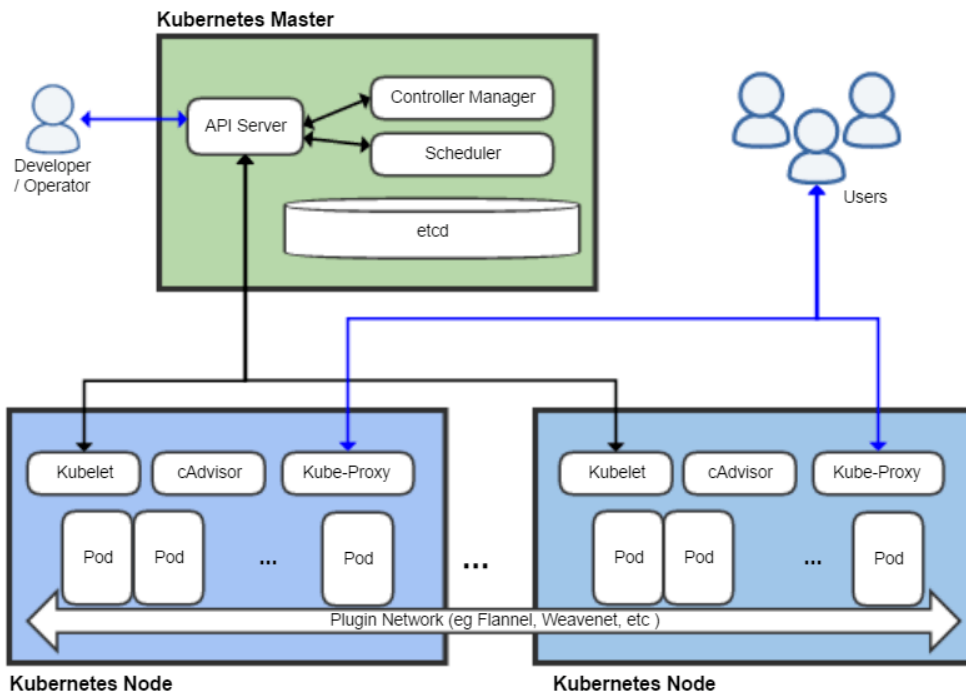 Kubernetes Master
Controller Manager
API Server
Scheduler
Developer
/ Operator
Users
etcd
Kubelet
cAdvisor
Kube-Proxy
Kubelet
cAdvisor
Kube-Proxy
Pod
Pod
...
Pod
...
Pod
Pod
...
Pod
Plugin Network (eg Flannel, Weavenet, etc )
Kubernetes Node
Kubernetes Node